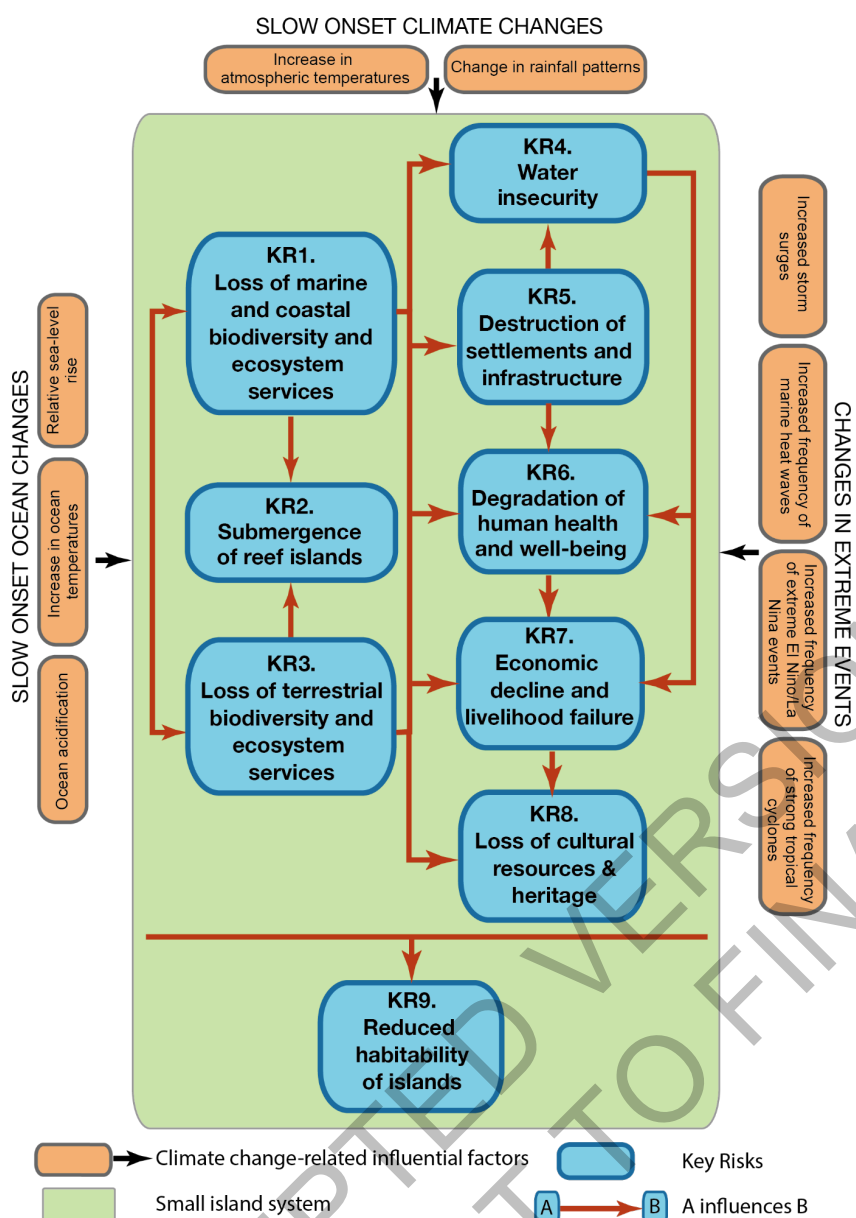 SLOW ONSET CLIMATE CHANGES
Increase in
atmospheric temperatures
Change in rainfall patterns
SLOW ONSET OCEAN CHANGES
Relative sea-level
rise
Increase in ocean
temperatures
Ocean acidification
KR1.
Loss of marine
and coastal
biodiversity and
ecosystem
services
KR2.
Submergence
of reef islands
KR3.
Loss of terrestrial
biodiversity and
ecosystem
services
KR4.
Water
insecurity
KR5.
Destruction of
settlements and
infrastructure
KR6.
Degradation of
human health
and well-being
KR7.
Economic
decline and
livelihood failure
KR8.
Loss of cultural
resources &
heritage
KR9.
Reduced
habitability
of islands
CHANGES IN EXTREME EVENTS
Increased storm
surges
Increased frequency of
marine heat waves
Increased frequency
of extreme El Nino/La
Nina events
Increased frequency
of strong tropical
cyclones
Climate change-related influential factors
Key Risks
Small island system
A
B
A influences B